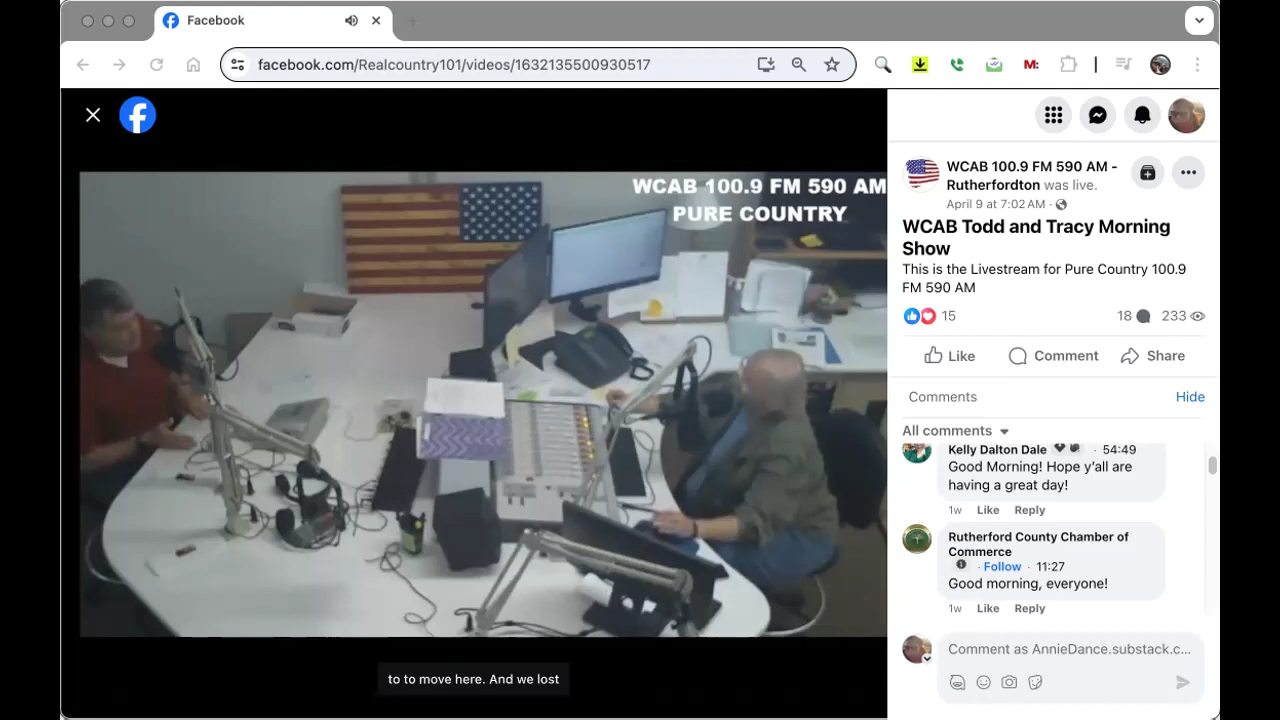 Facebook
facebook.com/Realcountry101/videos/1632135500930517
M:
WCAB 100.9 FM 590 AM
PURE COUNTRY
to to move here. And we lost
WCAB 100.9 FM 590 AM -
Rutherfordton was live.
April 9 at 7:02 AM ·
WCAB Todd and Tracy Morning
Show
This is the Livestream for Pure Country 100.9
FM 590 AM
15
18
233
Like
Comment
Share
Comments
Hide
All comments
Kelly Dalton Dale · 54:49
Good Morning! Hope y'all are
having a great day!
1w Like Reply
Rutherford County Chamber of
Commerce
· Follow · 11:27
Good morning, everyone!
1w Like Reply
Comment as AnnieDance.substack.c...